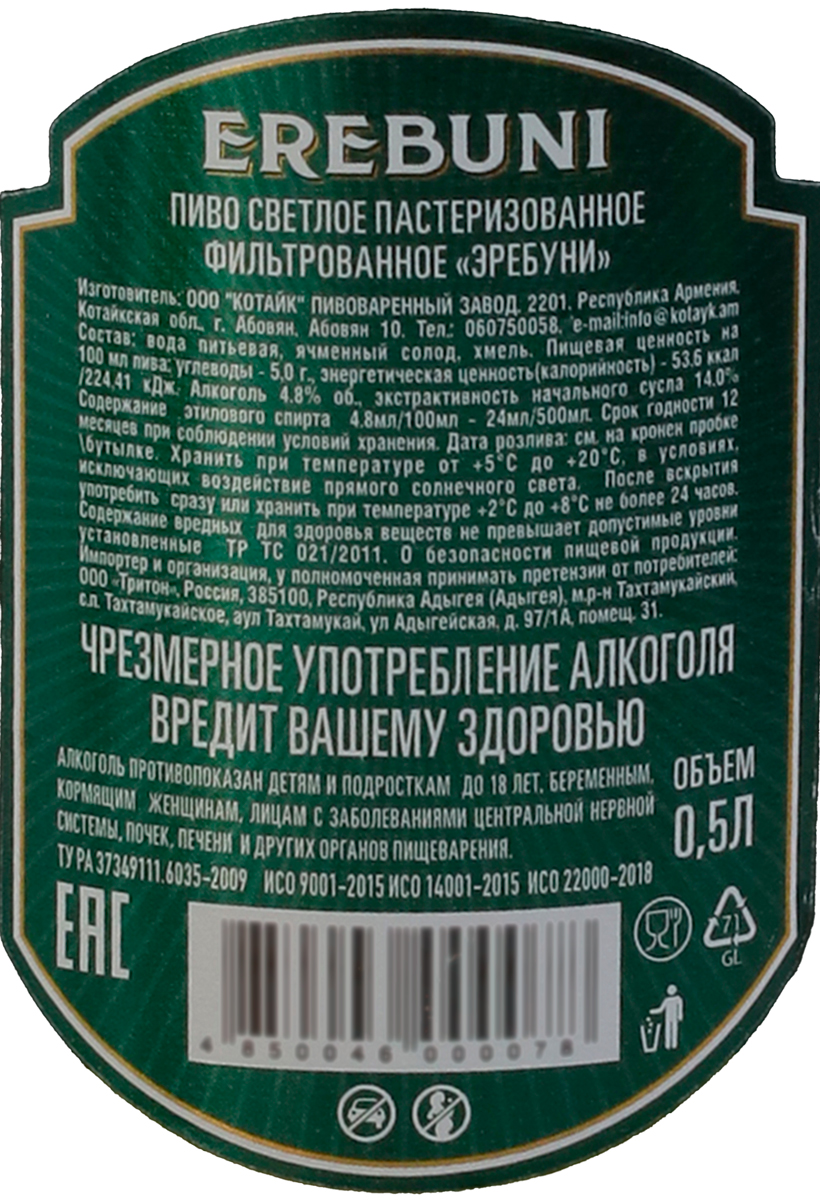 EREBUNI
ПИВО СВЕТЛОЕ ПАСТЕРИЗОВАННОЕ
ФИЛЬТРОВАННОЕ «ЭРЕБУНИ»
Изготовитель: ООО "КОТАЙК" ПИВОВАРЕННЫЙ ЗАВОД. 2201. Республика Армения,
Котайкская обл., г. Абовян, Абовян 10. Тел.: 060750058. e-mail:info@kotayk.am
Состав: вода питьевая, ячменный солод, хмель. Пищевая ценность на
100 мл пива: углеводы - 5,0 г., энергетическая ценность(калорийность) - 53.6 ккал
/224,41 кДж. Алкоголь 4.8% об., экстрактивность начального сусла 14.0%
Содержание этилового спирта 4.8мл/100мл - 24мл/500мл. Срок годности 12
месяцев при соблюдении условий хранения. Дата розлива: см. на кронен пробке
\бутылке. Хранить при температуре от +5°С до +20°С, в условиях,
исключающих воздействие прямого солнечного света. После вскрытия
употребить сразу или хранить при температуре +2°С до +8°С не более 24 часов.
Содержание вредных для здоровья веществ не превышает допустимые уровни
установленные ТР ТС 021/2011. О безопасности пищевой продукции.
Импортер и организация, у полномоченная принимать претензии от потребителей:
ООО «Тритон», Россия, 385100, Республика Адыгея (Адыгея), м.р-н Тахтамукайский,
с.п. Тахтамукайское, аул Тахтамукай, ул Адыгейская, д. 97/1А, помещ. 31.
ЧРЕЗМЕРНОЕ УПОТРЕБЛЕНИЕ АЛКОГОЛЯ
ВРЕДИТ ВАШЕМУ ЗДОРОВЬЮ
АЛКОГОЛЬ ПРОТИВОПОКАЗАН ДЕТЯМ И ПОДРОСТКАМ ДО 18 ЛЕТ, БЕРЕМЕННЫМ,
КОРМЯЩИМ ЖЕНЩИНАМ, ЛИЦАМ С ЗАБОЛЕВАНИЯМИ ЦЕНТРАЛЬНОЙ НЕРВНОЙ
СИСТЕМЫ, ПОЧЕК, ПЕЧЕНИ И ДРУГИХ ОРГАНОВ ПИЩЕВАРЕНИЯ.
ОБЪЕМ
0,5Л
ТУ РА 37349111.6035-2009 ИСО 9001-2015 ИСО 14001-2015 ИСО 22000-2018
EAC
71
GL
4 850046 000078